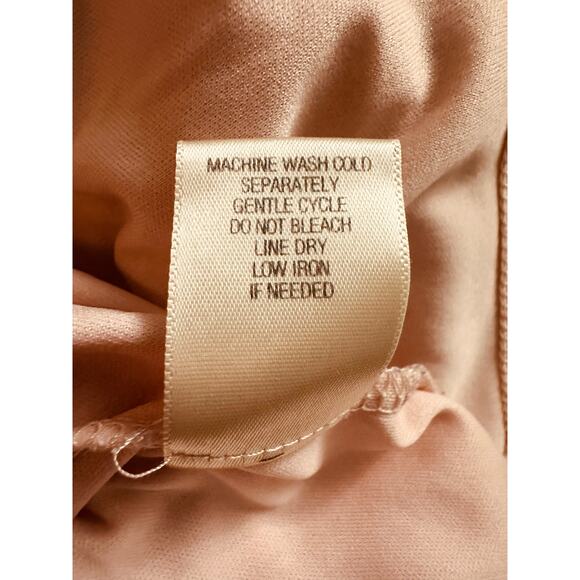 MACHINE WASH COLD
SEPARATELY
GENTLE CYCLE
DO NOT BLEACH
LINE DRY
LOW IRON
IF NEEDED